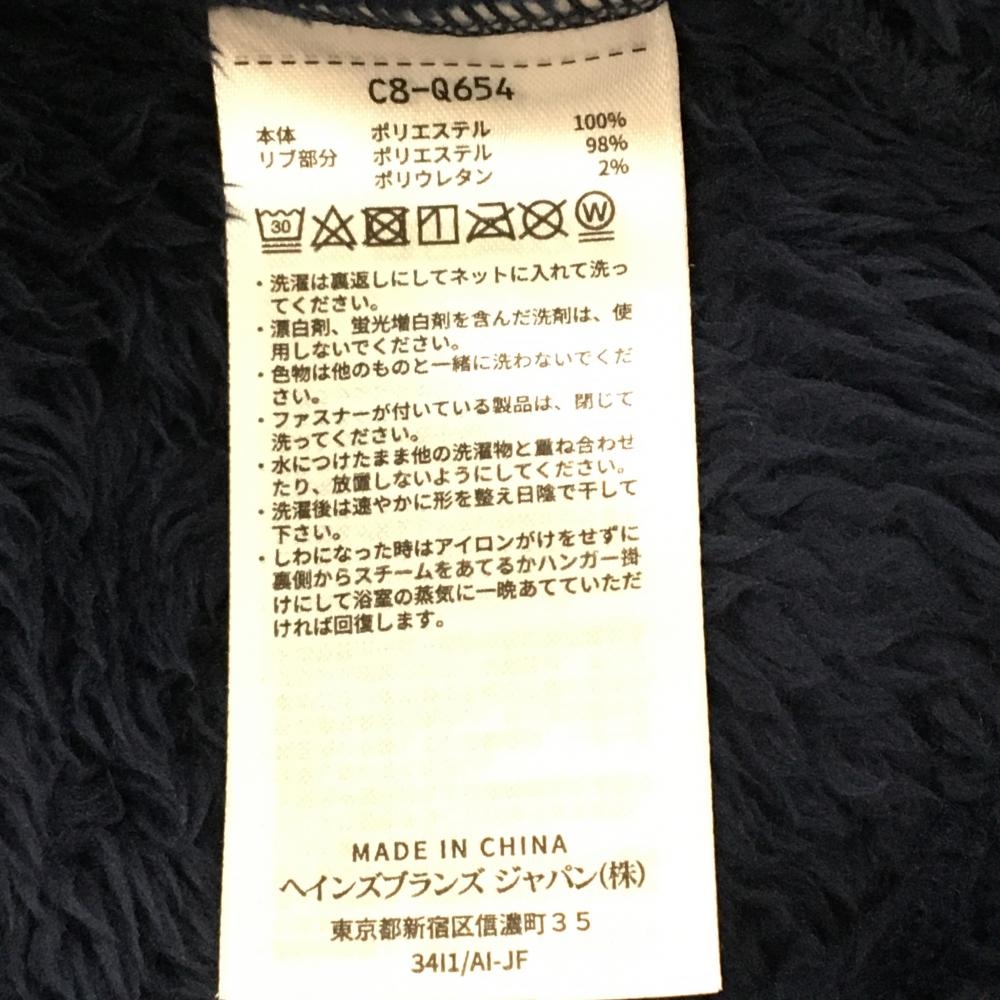 C8-Q654
本体 ポリエステル 100%
リブ部分 ポリエステル 98%
ポリウレタン 2%
30 W
・洗濯は裏返しにしてネットに入れて洗っ
てください。
・漂白剤、蛍光増白剤を含んだ洗剤は、使
用しないでください。
・色物は他のものと一緒に洗わないでくだ
さい。
・ファスナーが付いている製品は、閉じて
洗ってください。
・水につけたまま他の洗濯物と重ね合わせ
たり、放置しないようにしてください。
・洗濯後は速やかに形を整え日陰で干して
下さい。
・しわになった時はアイロンがけをせずに
裏側からスチームをあてるかハンガー掛
けにして浴室の蒸気に一晩あてていただ
ければ回復します。
MADE IN CHINA
ヘインズブランズ ジャパン(株)
東京都新宿区信濃町35
34I1/AI-JF